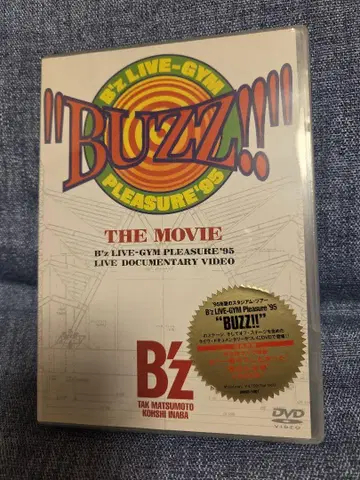 B'z LIVE-GYM
"BUZZ!!"
PLEASURE'95
THE MOVIE
B'z LIVE-GYM PLEASURE'95
LIVE DOCUMENTARY VIDEO
B'z LIVE-GYM Pleasure '95
"BUZZ!!"
B'z
TAK MATSUMOTO
KOHSHI INABA
DVD
VIDEO